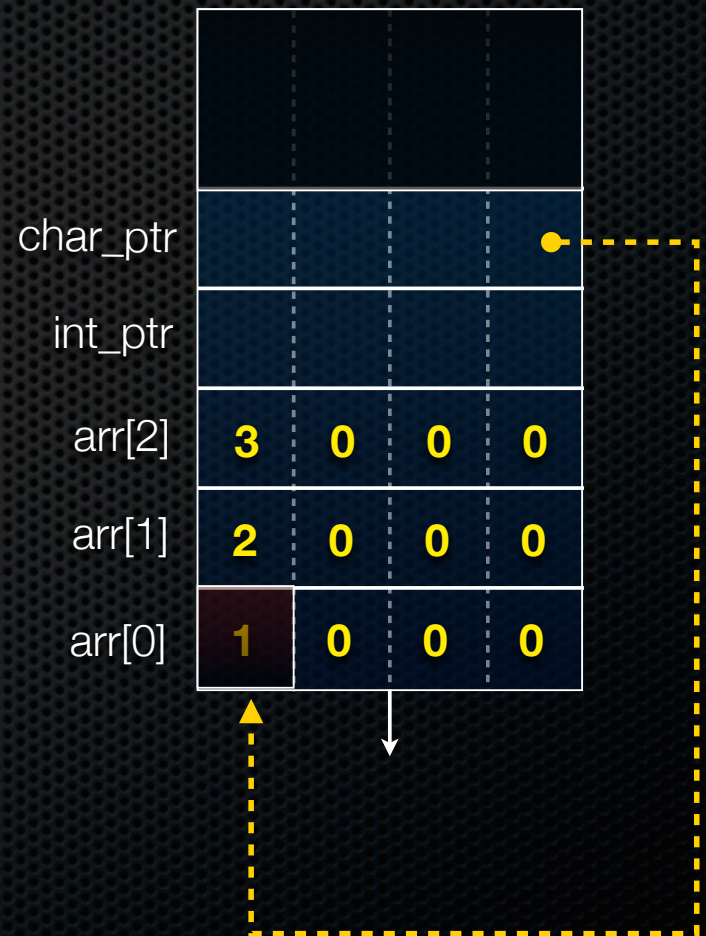 char_ptr
int_ptr
arr[2] 3 0 0 0
arr[1] 2 0 0 0
arr[0] 1 0 0 0